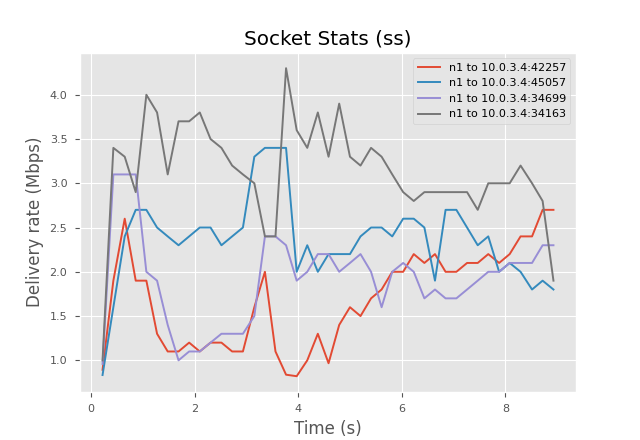 Socket Stats (ss)
n1 to 10.0.3.4:42257
n1 to 10.0.3.4:45057
n1 to 10.0.3.4:34699
n1 to 10.0.3.4:34163
Delivery rate (Mbps)
4.0
3.5
3.0
2.5
2.0
1.5
1.0
0 2 4 6 8
Time (s)